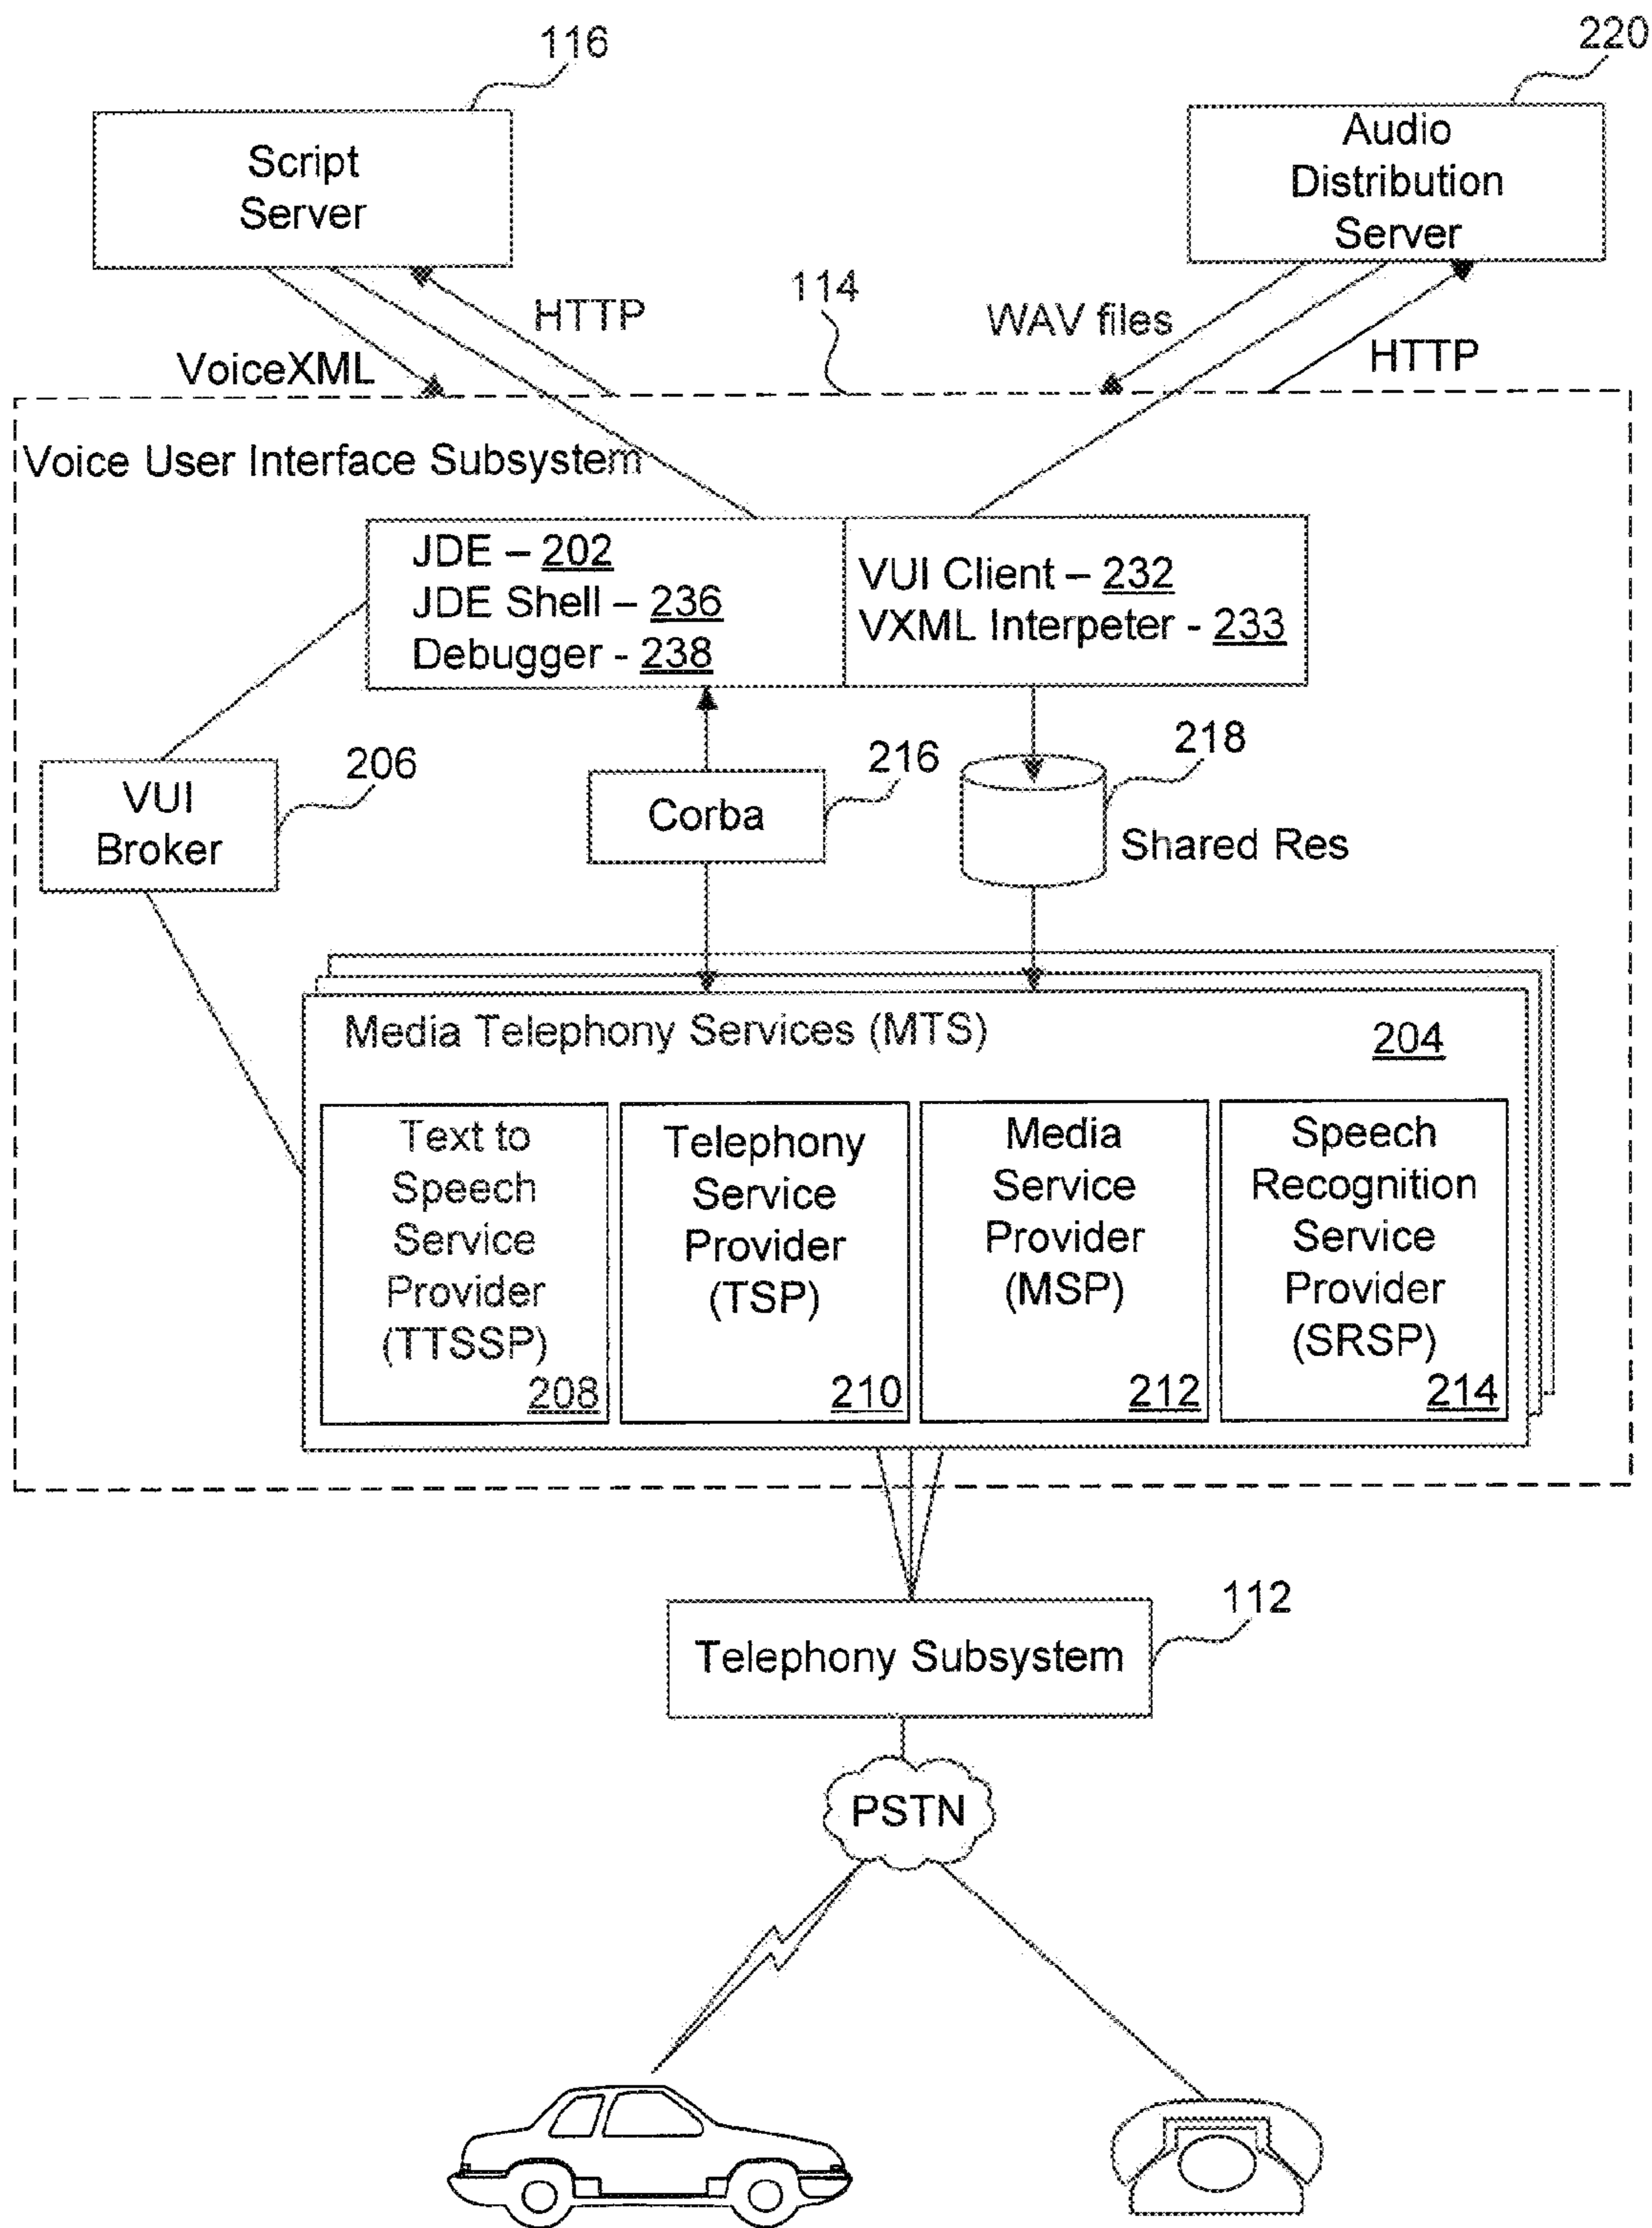 116
220
Script
Server
Audio
Distribution
Server
HTTP
114
WAV files
VoiceXML
HTTP
Voice User Interface Subsystem
JDE – 202
JDE Shell – 236
Debugger - 238
VUI Client – 232
VXML Interpeter - 233
206
216
218
VUI
Broker
Corba
Shared Res
Media Telephony Services (MTS)
204
Text to
Speech
Service
Provider
(TTSSP)
208
Telephony
Service
Provider
(TSP)
210
Media
Service
Provider
(MSP)
212
Speech
Recognition
Service
Provider
(SRSP)
214
112
Telephony Subsystem
PSTN